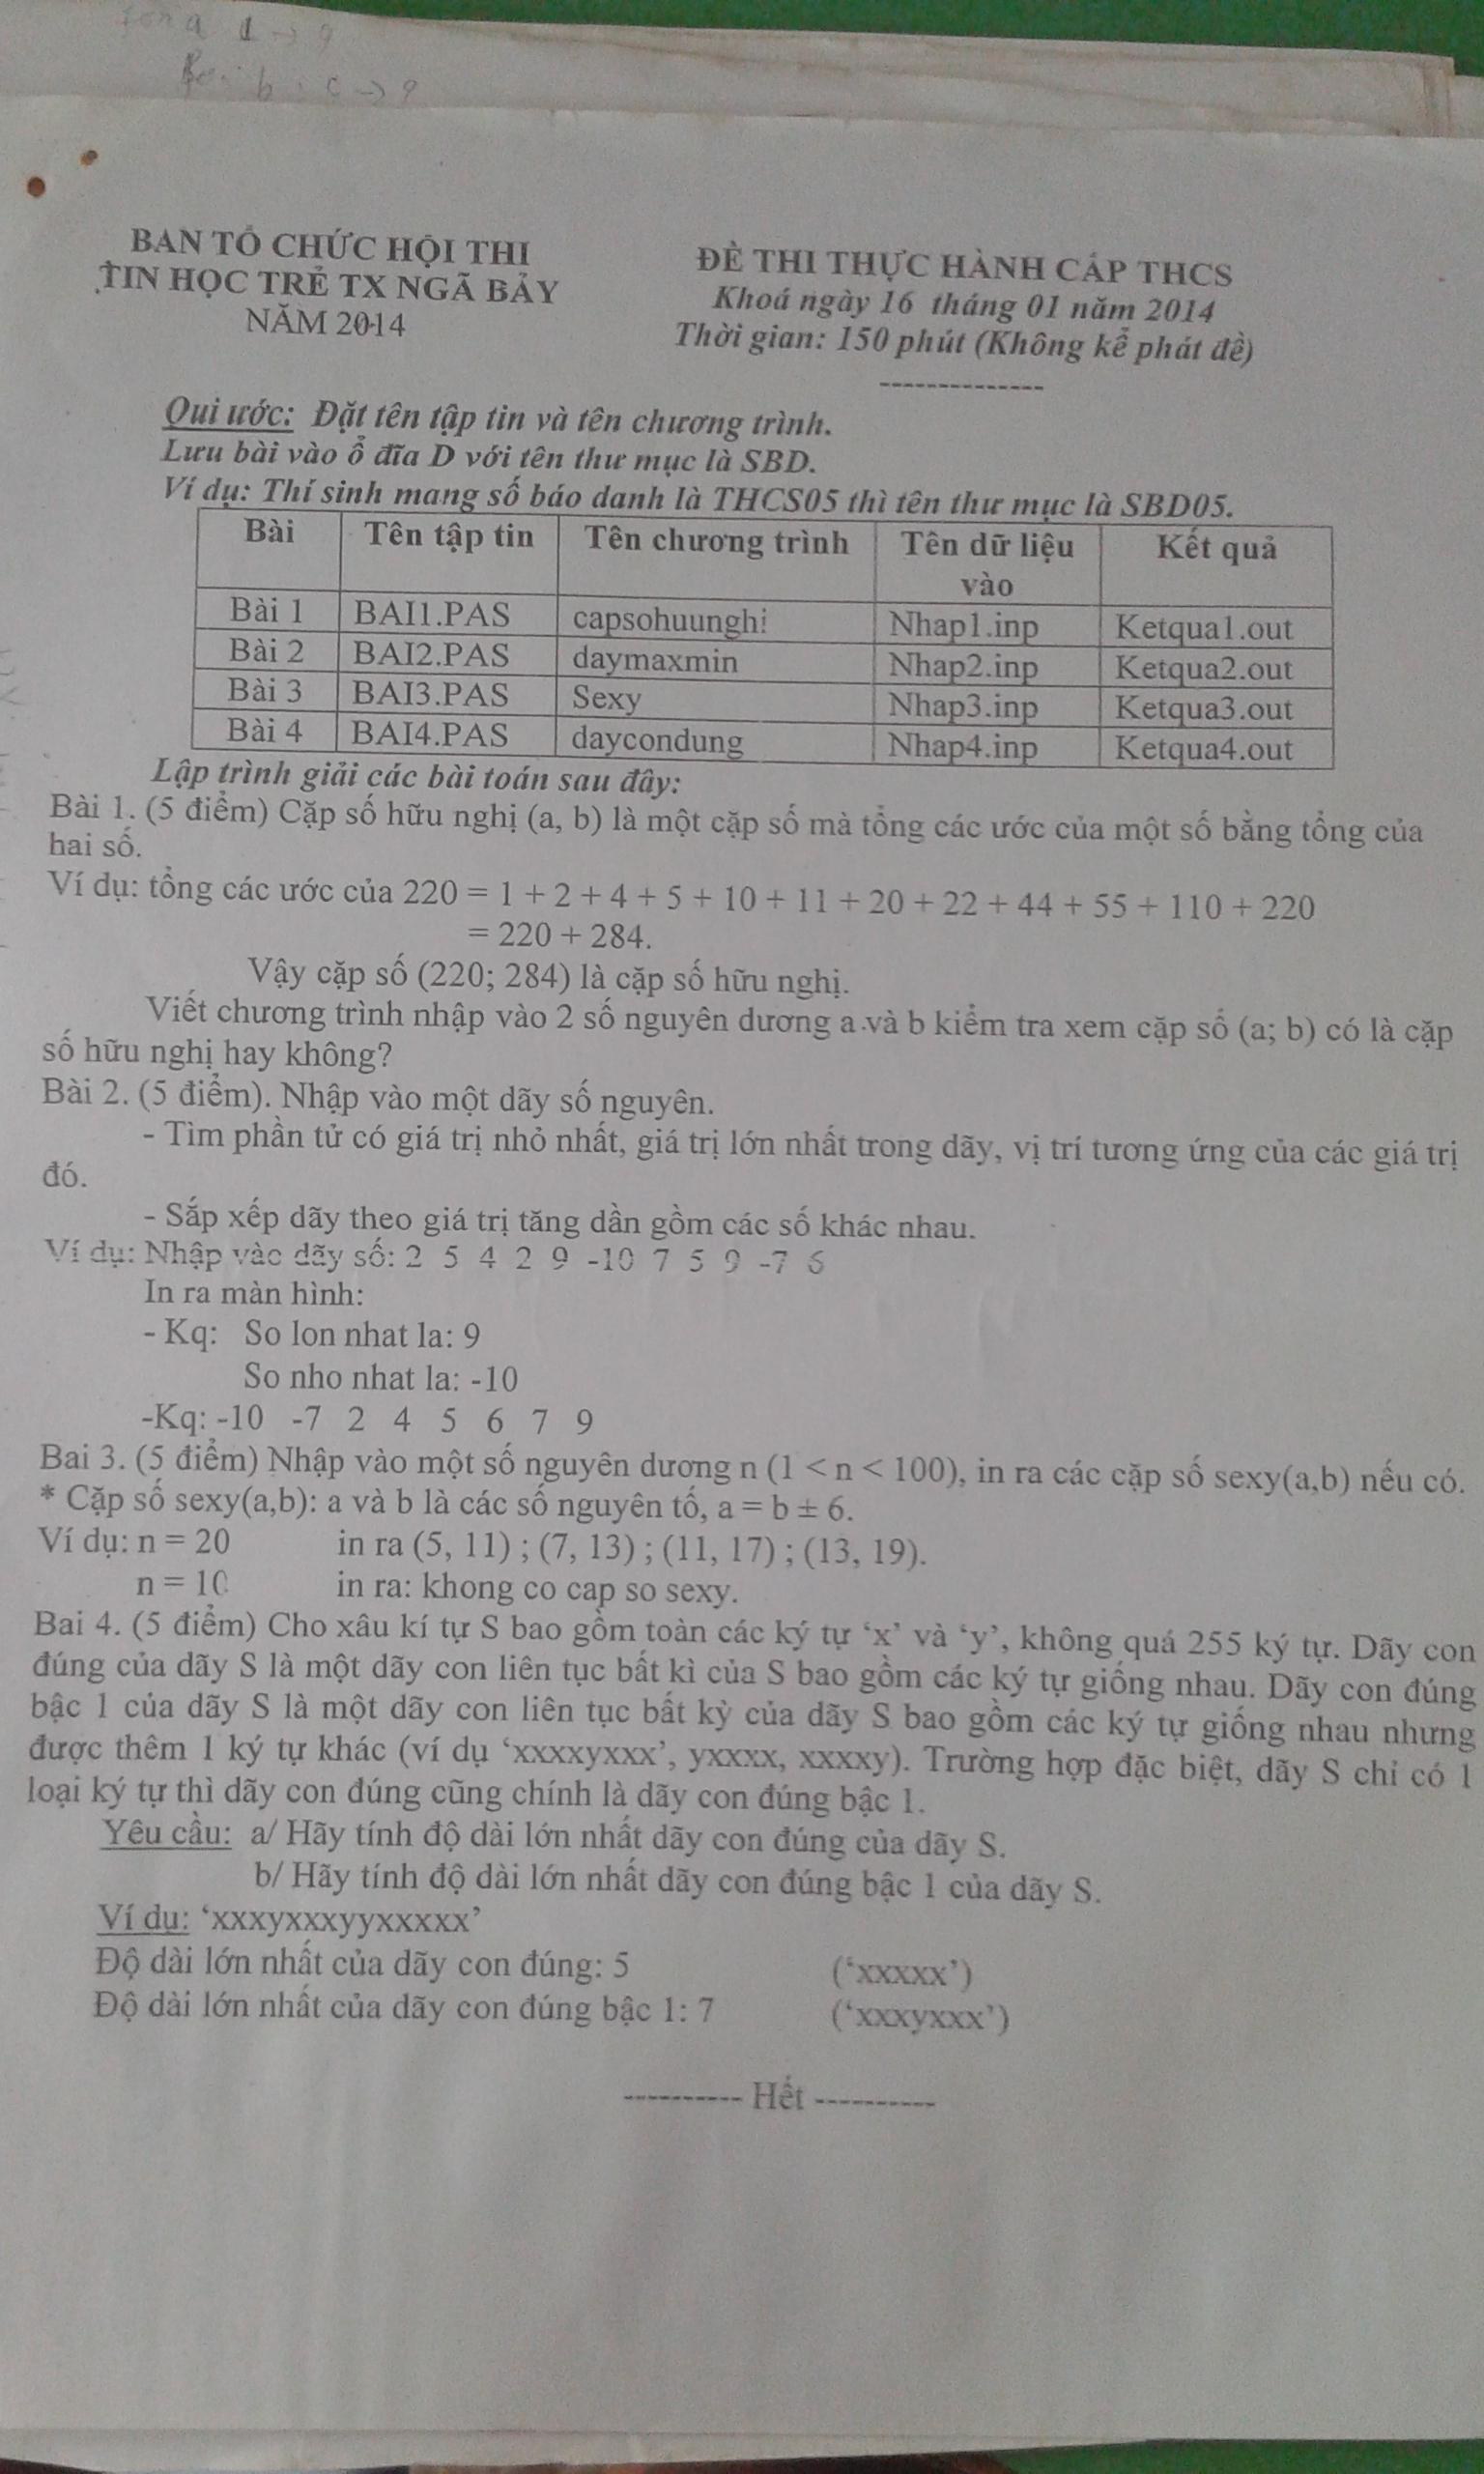 BAN TỔ CHỨC HỘI THI
TIN HỌC TRẺ TX NGÃ BẢY
NĂM 2014
ĐỀ THI THỰC HÀNH CẤP THCS
Khoá ngày 16 tháng 01 năm 2014
Thời gian: 150 phút (Không kể phát đề)
--------------
Qui ước: Đặt tên tập tin và tên chương trình.
Lưu bài vào ổ đĩa D với tên thư mục là SBD.
Ví dụ: Thí sinh mang số báo danh là THCS05 thì tên thư mục là SBD05.
Bài Tên tập tin Tên chương trình Tên dữ liệu vào Kết quả
Bài 1 BAI1.PAS capsohuunghi Nhap1.inp Ketqua1.out
Bài 2 BAI2.PAS daymaxmin Nhap2.inp Ketqua2.out
Bài 3 BAI3.PAS Sexy Nhap3.inp Ketqua3.out
Bài 4 BAI4.PAS daycondung Nhap4.inp Ketqua4.out
Lập trình giải các bài toán sau đây:
Bài 1. (5 điểm) Cặp số hữu nghị (a, b) là một cặp số mà tổng các ước của một số bằng tổng của
hai số.
Ví dụ: tổng các ước của 220 = 1 + 2 + 4 + 5 + 10 + 11 + 20 + 22 + 44 + 55 + 110 + 220
= 220 + 284.
Vậy cặp số (220; 284) là cặp số hữu nghị.
Viết chương trình nhập vào 2 số nguyên dương a và b kiểm tra xem cặp số (a; b) có là cặp
số hữu nghị hay không?
Bài 2. (5 điểm). Nhập vào một dãy số nguyên.
- Tìm phần tử có giá trị nhỏ nhất, giá trị lớn nhất trong dãy, vị trí tương ứng của các giá trị
đó.
- Sắp xếp dãy theo giá trị tăng dần gồm các số khác nhau.
Ví dụ: Nhập vào dãy số: 2 5 4 2 9 -10 7 5 9 -7 6
In ra màn hình:
- Kq: So lon nhat la: 9
So nho nhat la: -10
-Kq: -10 -7 2 4 5 6 7 9
Bai 3. (5 điểm) Nhập vào một số nguyên dương n (1 < n < 100), in ra các cặp số sexy(a,b) nếu có.
* Cặp số sexy(a,b): a và b là các số nguyên tố, a = b ± 6.
Ví dụ: n = 20 in ra (5, 11) ; (7, 13) ; (11, 17) ; (13, 19).
n = 10 in ra: khong co cap so sexy.
Bai 4. (5 điểm) Cho xâu kí tự S bao gồm toàn các ký tự ‘x’ và ‘y’, không quá 255 ký tự. Dãy con
đúng của dãy S là một dãy con liên tục bất kì của S bao gồm các ký tự giống nhau. Dãy con đúng
bậc 1 của dãy S là một dãy con liên tục bất kỳ của dãy S bao gồm các ký tự giống nhau nhưng
được thêm 1 ký tự khác (ví dụ ‘xxxxyxxx’, yxxxx, xxxxy). Trường hợp đặc biệt, dãy S chỉ có 1
loại ký tự thì dãy con đúng cũng chính là dãy con đúng bậc 1.
Yêu cầu: a/ Hãy tính độ dài lớn nhất dãy con đúng của dãy S.
b/ Hãy tính độ dài lớn nhất dãy con đúng bậc 1 của dãy S.
Ví dụ: ‘xxxyxxxyyxxxxx’
Độ dài lớn nhất của dãy con đúng: 5 (‘xxxxx’)
Độ dài lớn nhất của dãy con đúng bậc 1: 7 (‘xxxyxxx’)
---------- Hết ----------